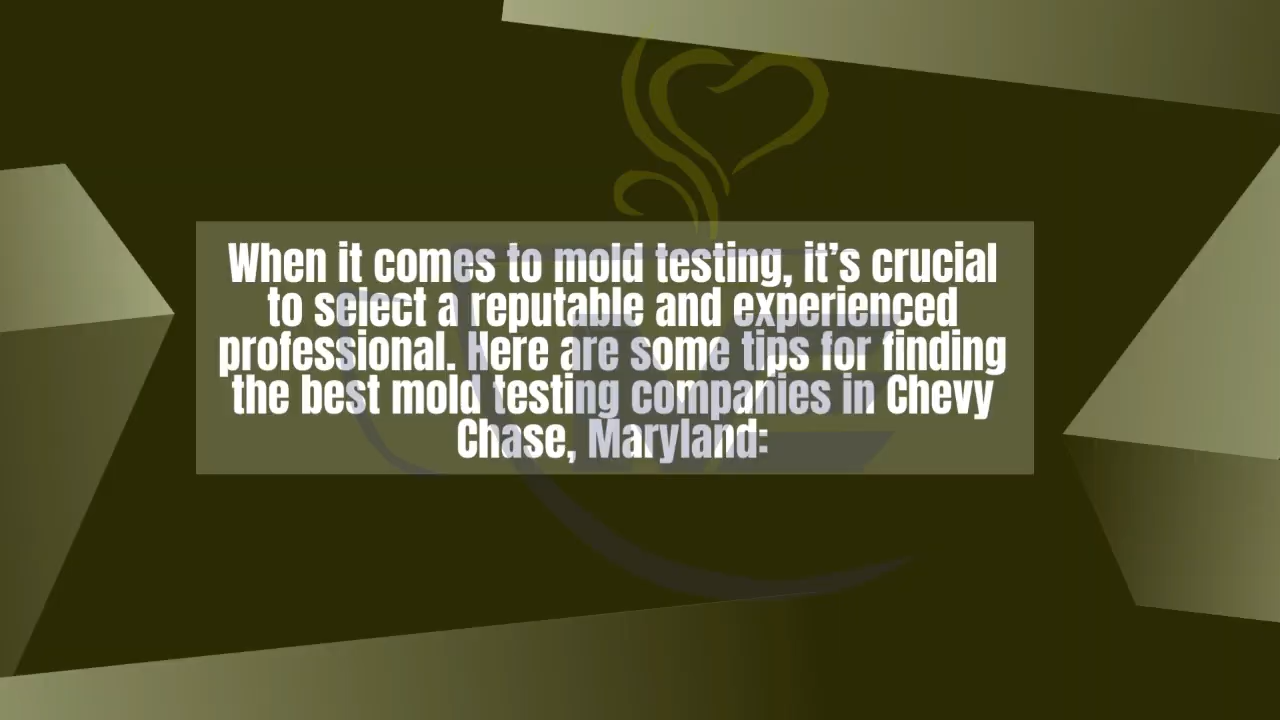 When it comes to mold testing, it’s crucial
to select a reputable and experienced
professional. Here are some tips for finding
the best mold testing companies in Chevy
Chase, Maryland: